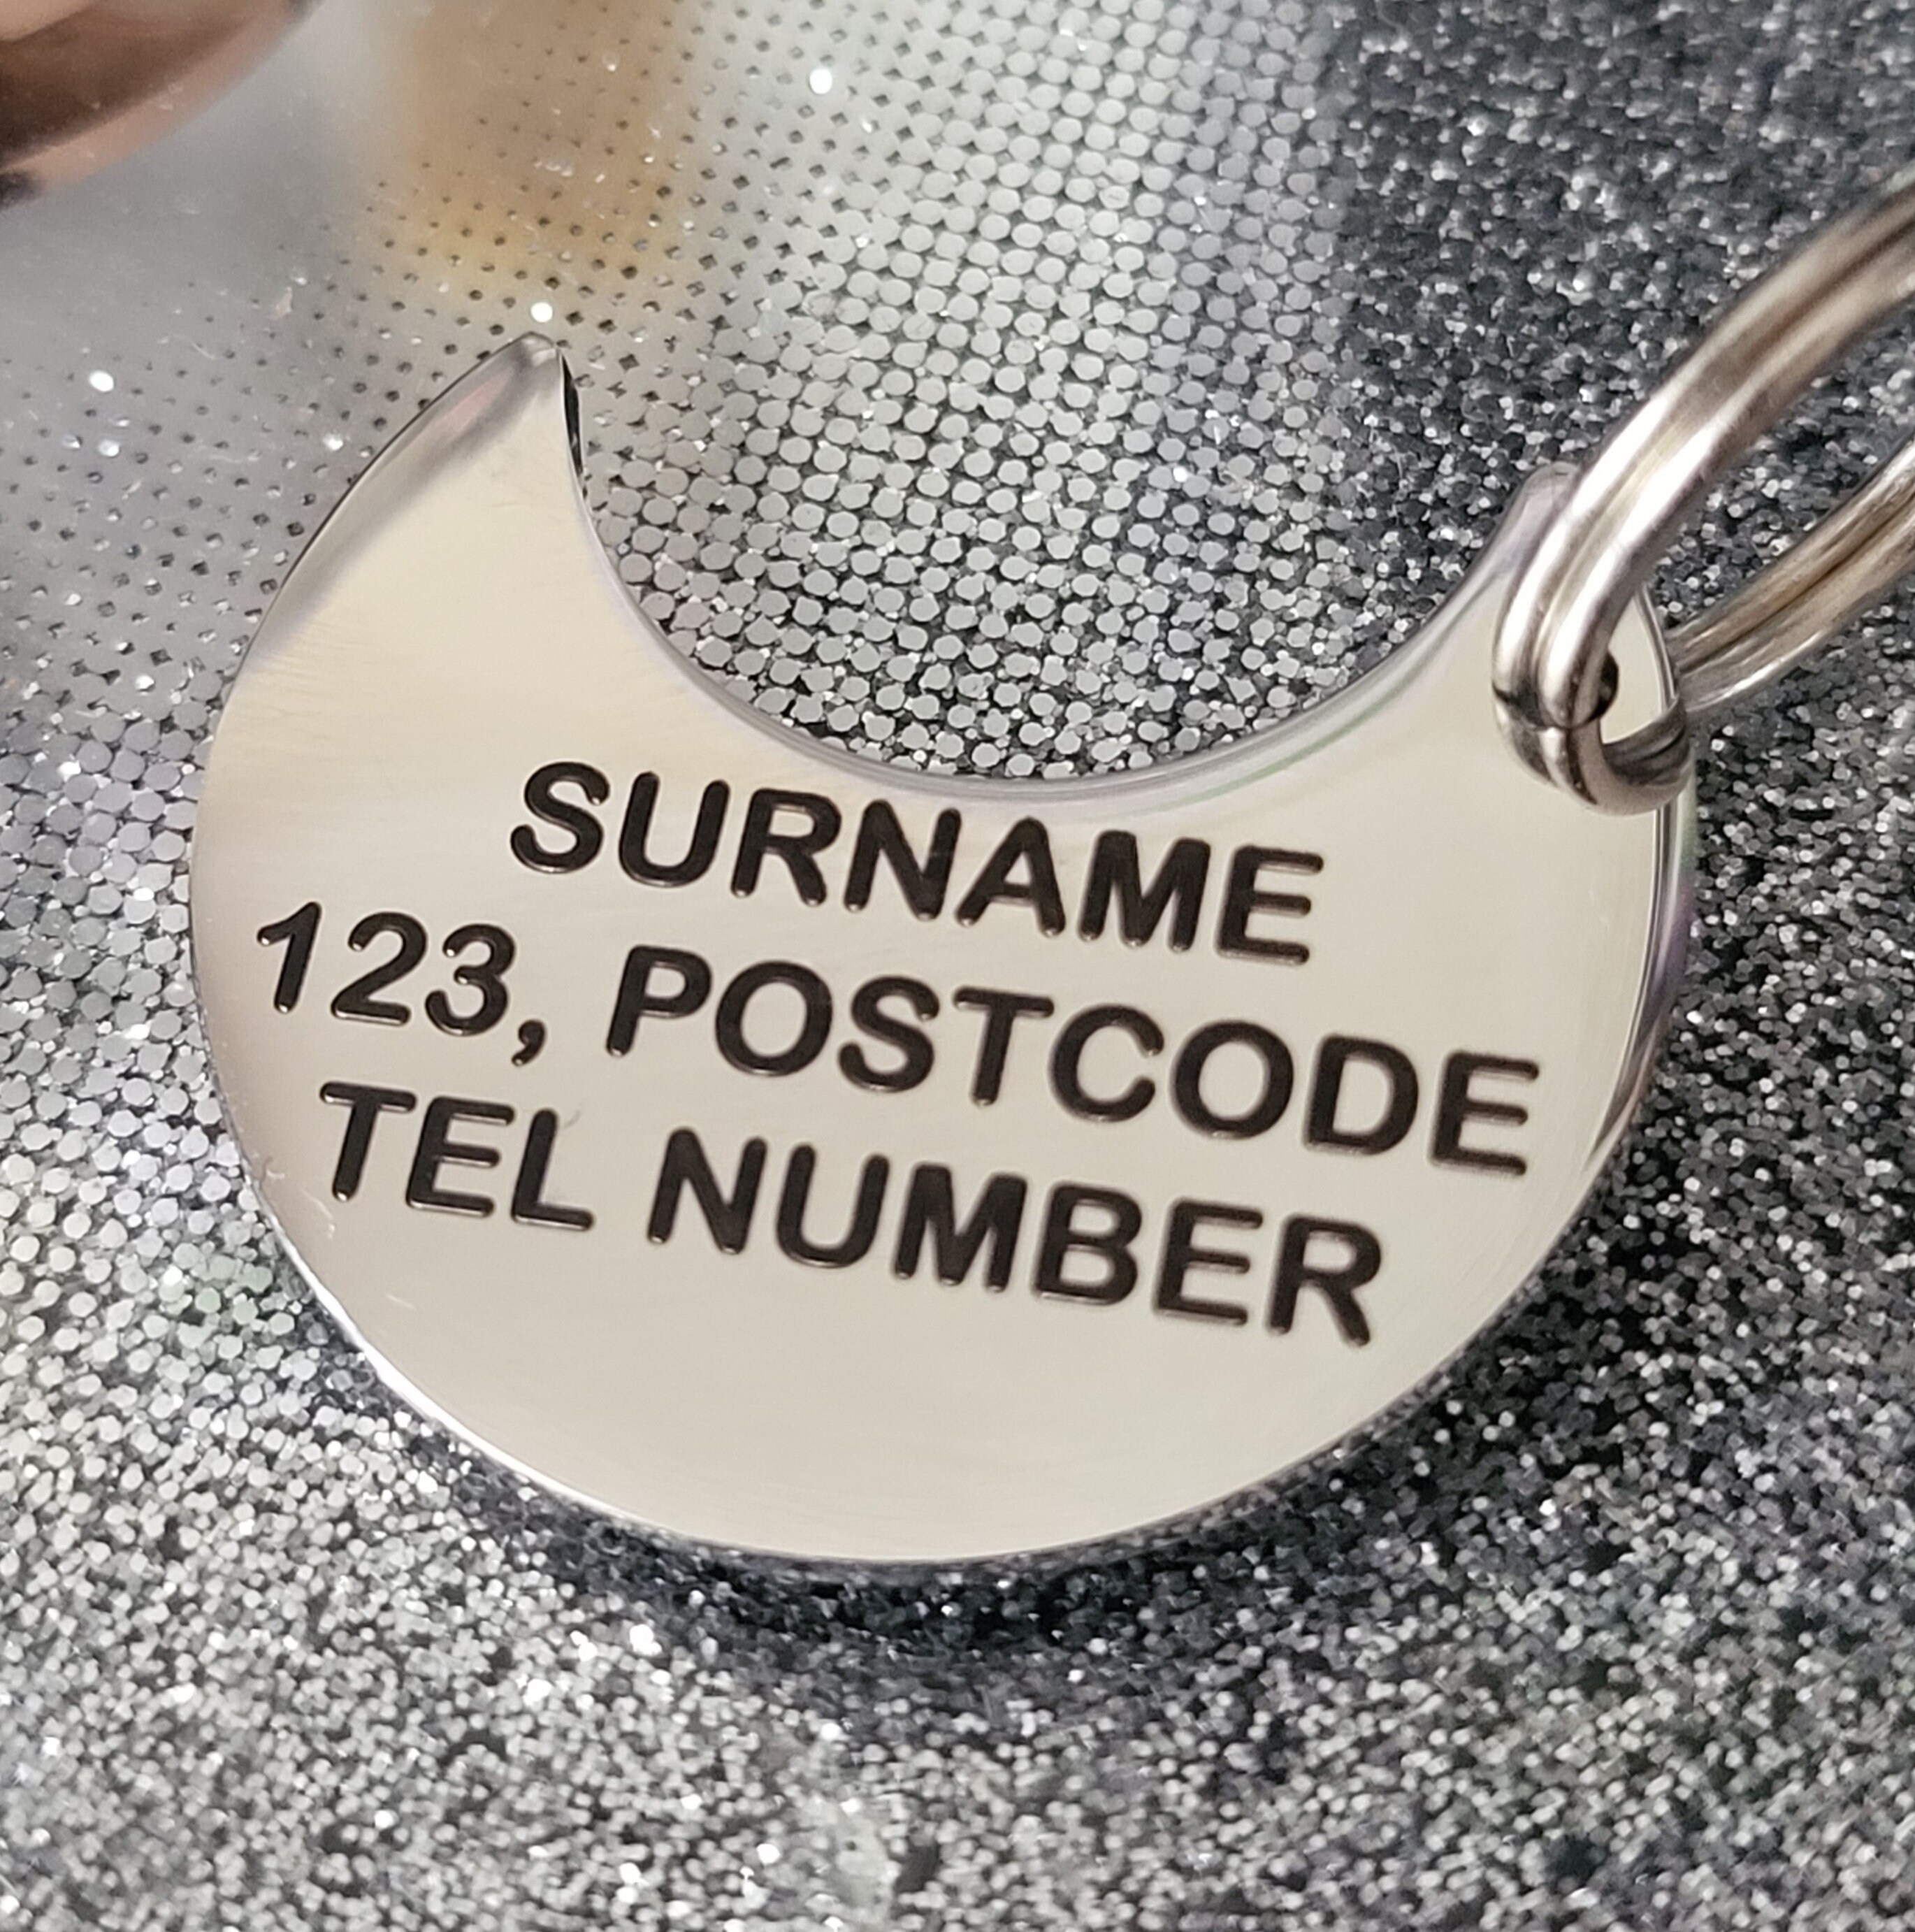 SURNAME
123, POSTCODE
TEL NUMBER